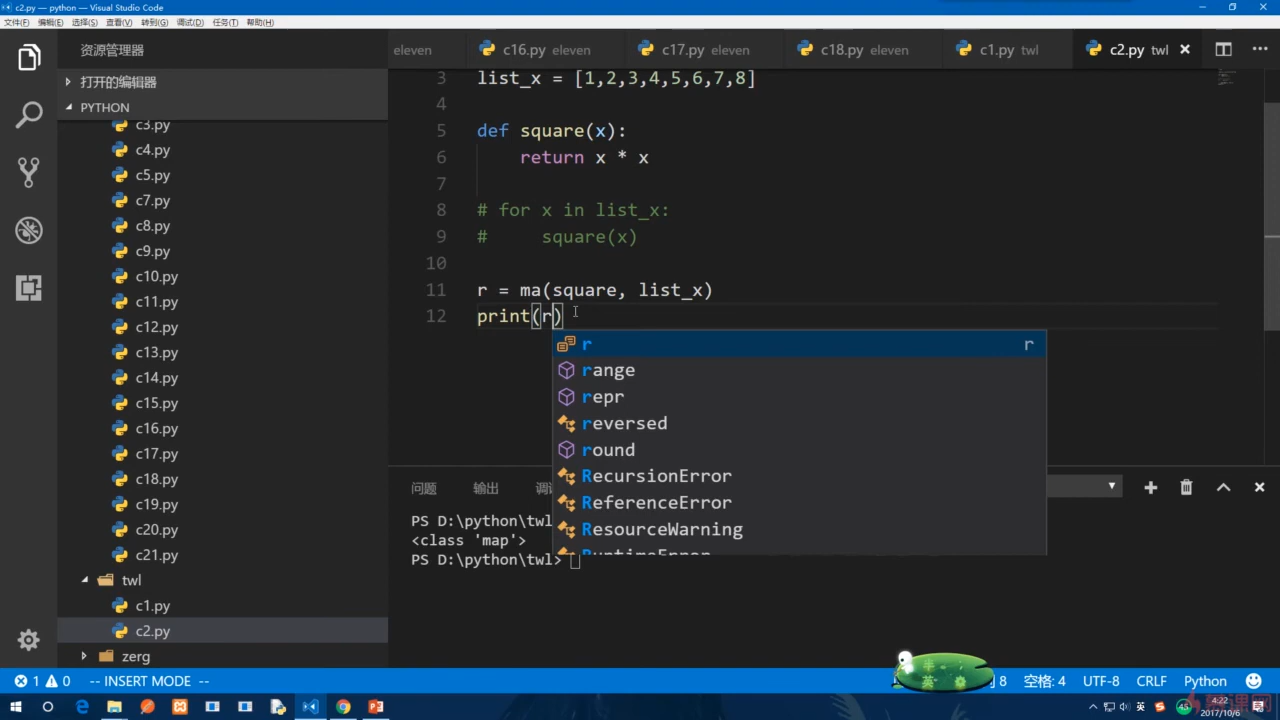 c2.py — python — Visual Studio Code
文件(F) 编辑(E) 选择(S) 查看(V) 转到(G) 调试(D) 任务(T) 帮助(H)
资源管理器
eleven c16.py eleven c17.py eleven c18.py eleven c1.py twl c2.py twl
打开的编辑器
PYTHON
c3.py
c4.py
c5.py
c7.py
c8.py
c9.py
c10.py
c11.py
c12.py
c13.py
c14.py
c15.py
c16.py
c17.py
c18.py
c19.py
c20.py
c21.py
twl
c1.py
c2.py
zerg
3 list_x = [1,2,3,4,5,6,7,8]
4
5 def square(x):
6 return x * x
7
8 # for x in list_x:
9 # square(x)
10
11 r = ma(square, list_x)
12 print(r)
r r
range
repr
reversed
round
RecursionError
ReferenceError
ResourceWarning
RuntimeError
问题 输出
PS D:\python\twl
<class 'map'>
PS D:\python\twl>
1 0 -- INSERT MODE -- 8 空格: 4 UTF-8 CRLF Python
半
英
英 45 4:22
2017/10/6